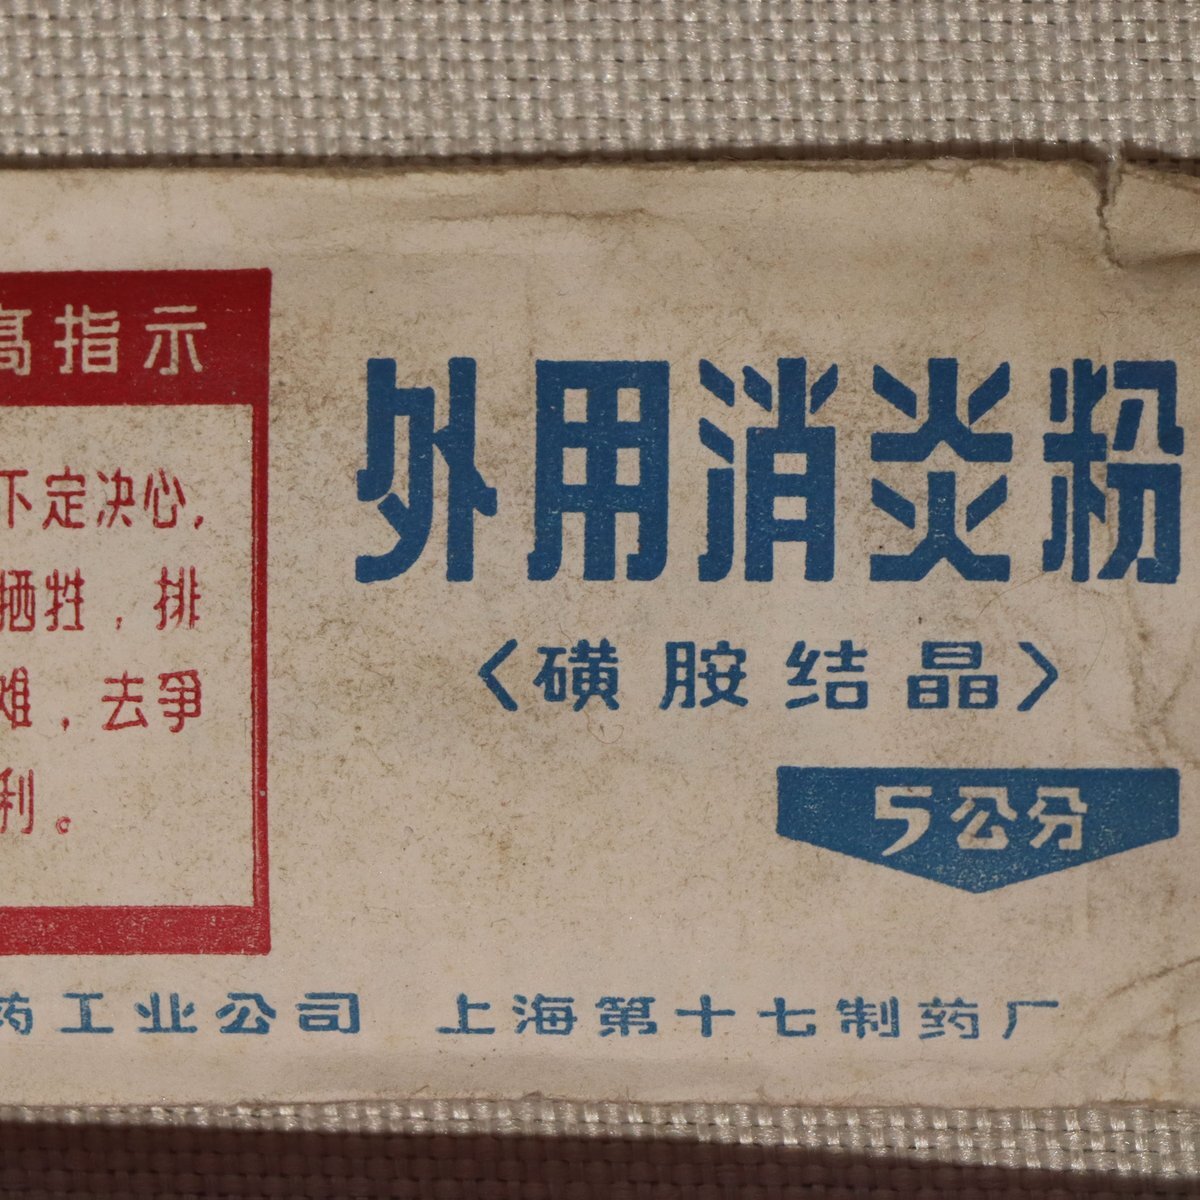 高指示
下定决心,
牺牲,排
难,去争
利。
外用消炎粉
〈磺胺结晶〉
5公分
药工业公司 上海第十七制药厂